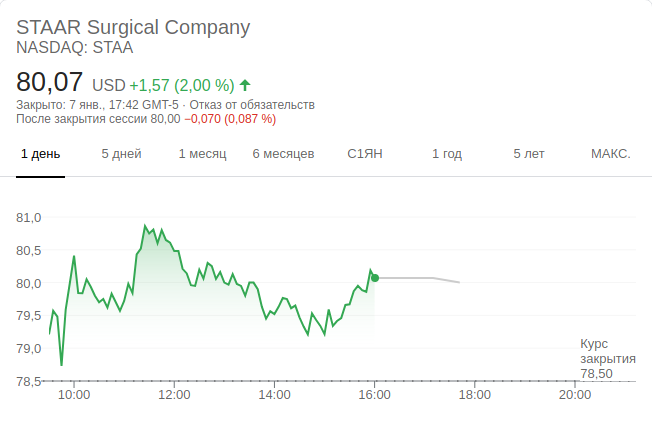 STAAR Surgical Company
NASDAQ: STAA
80,07 USD +1,57 (2,00 %)
Закрыто: 7 янв., 17:42 GMT-5 · Отказ от обязательств
После закрытия сессии 80,00 −0,070 (0,087 %)
1 день 5 дней 1 месяц 6 месяцев С1ЯН 1 год 5 лет МАКС.
81,0
80,5
80,0
79,5
79,0
78,5
Курс
закрытия
78,50
10:00 12:00 14:00 16:00 18:00 20:00